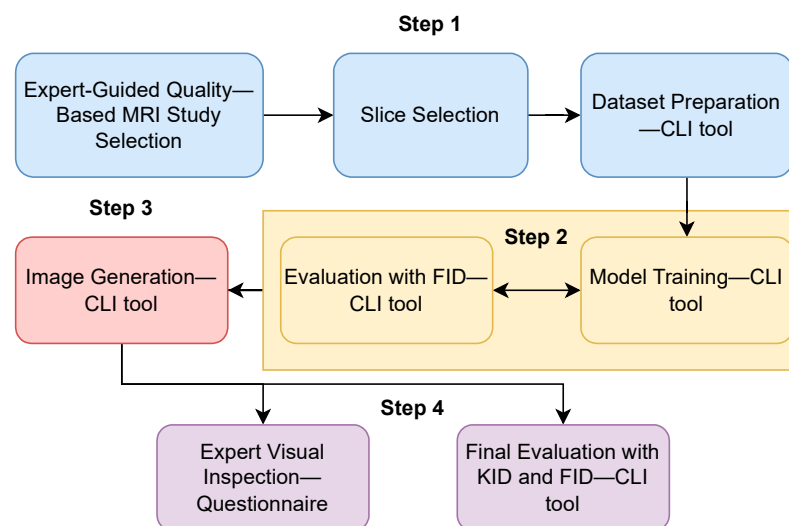 Step 1
Expert-Guided Quality—
Based MRI Study
Selection
Slice Selection
Dataset Preparation
—CLI tool
Step 3
Step 2
Image Generation—
CLI tool
Evaluation with FID—
CLI tool
Model Training—CLI
tool
Step 4
Expert Visual
Inspection—
Questionnaire
Final Evaluation with
KID and FID—CLI
tool